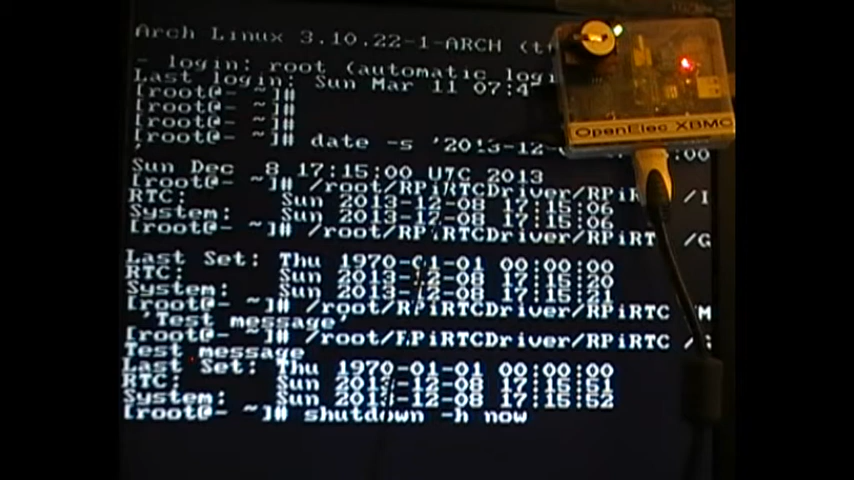 Arch Linux 3.10.22-1-ARCH
- login: root (automatic logi
Last login: Sun Mar 11 07:4
[root@- ~]#
[root@- ~]#
[root@- ~]#
[root@- ~]# date -s '2013-12- :00
'
Sun Dec 8 17:15:00 UTC 2013
[root@- ~]# /root/RPiRTCDriver/RPiR /I
RTC: Sun 2013-12-08 17:15:06
System: Sun 2013-12-08 17:15:06
[root@- ~]# /root/RPiRTCDriver/RPiRT /G
Last Set: Thu 1970-01-01 00:00:00
RTC: Sun 2013-12-08 17:15:20
System: Sun 2013-12-08 17:15:21
[root@- ~]# /root/RPiRTCDriver/RPiRTC /M
'Test message'
[root@- ~]# /root/RPiRTCDriver/RPiRTC
Test message
Last Set: Thu 1970-01-01 00:00:00
RTC: Sun 2013-12-08 17:15:51
System: Sun 2013-12-08 17:15:52
[root@- ~]# shutdown -h now
OpenElec XBMC